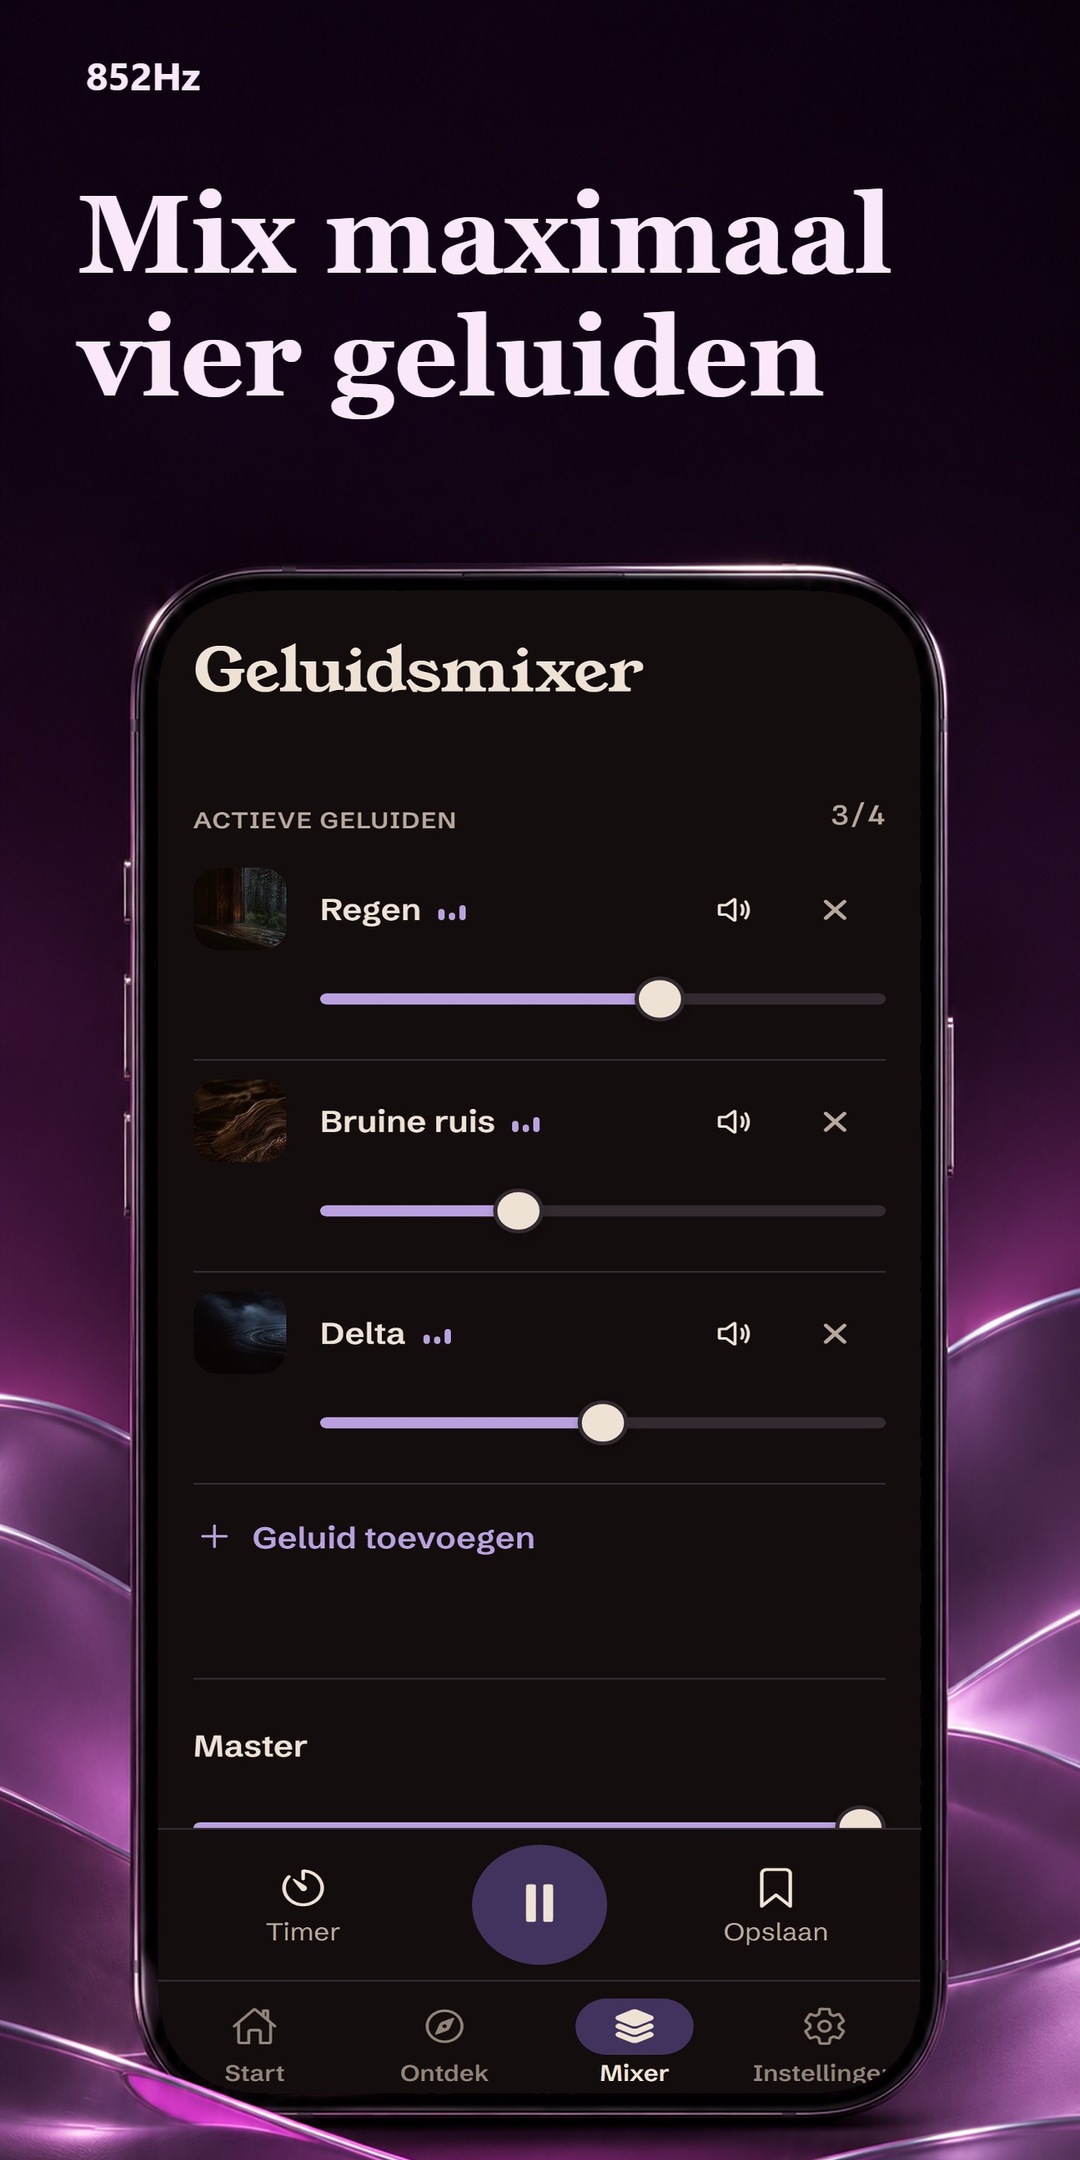 852Hz
Mix maximaal
vier geluiden
Geluidsmixer
ACTIEVE GELUIDEN 3/4
Regen
Bruine ruis
Delta
Geluid toevoegen
Master
Timer Opslaan
Start Ontdek Mixer Instellinge